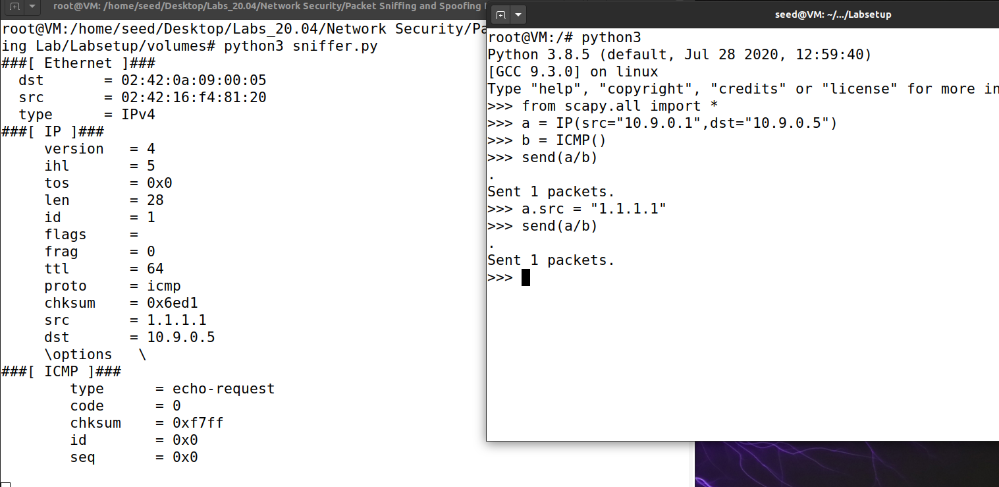 root@VM: /home/seed/Desktop/Labs_20.04/Network Security/Packet Sniffing and Spoofing
root@VM:/home/seed/Desktop/Labs_20.04/Network Security/Pa
ing Lab/Labsetup/volumes# python3 sniffer.py
###[ Ethernet ]###
  dst       = 02:42:0a:09:00:05
  src       = 02:42:16:f4:81:20
  type      = IPv4
###[ IP ]###
     version   = 4
     ihl       = 5
     tos       = 0x0
     len       = 28
     id        = 1
     flags     =
     frag      = 0
     ttl       = 64
     proto     = icmp
     chksum    = 0x6ed1
     src       = 1.1.1.1
     dst       = 10.9.0.5
     \options   \
###[ ICMP ]###
        type      = echo-request
        code      = 0
        chksum    = 0xf7ff
        id        = 0x0
        seq       = 0x0
seed@VM: ~/.../Labsetup
root@VM:/# python3
Python 3.8.5 (default, Jul 28 2020, 12:59:40)
[GCC 9.3.0] on linux
Type "help", "copyright", "credits" or "license" for more in
>>> from scapy.all import *
>>> a = IP(src="10.9.0.1",dst="10.9.0.5")
>>> b = ICMP()
>>> send(a/b)
.
Sent 1 packets.
>>> a.src = "1.1.1.1"
>>> send(a/b)
.
Sent 1 packets.
>>>